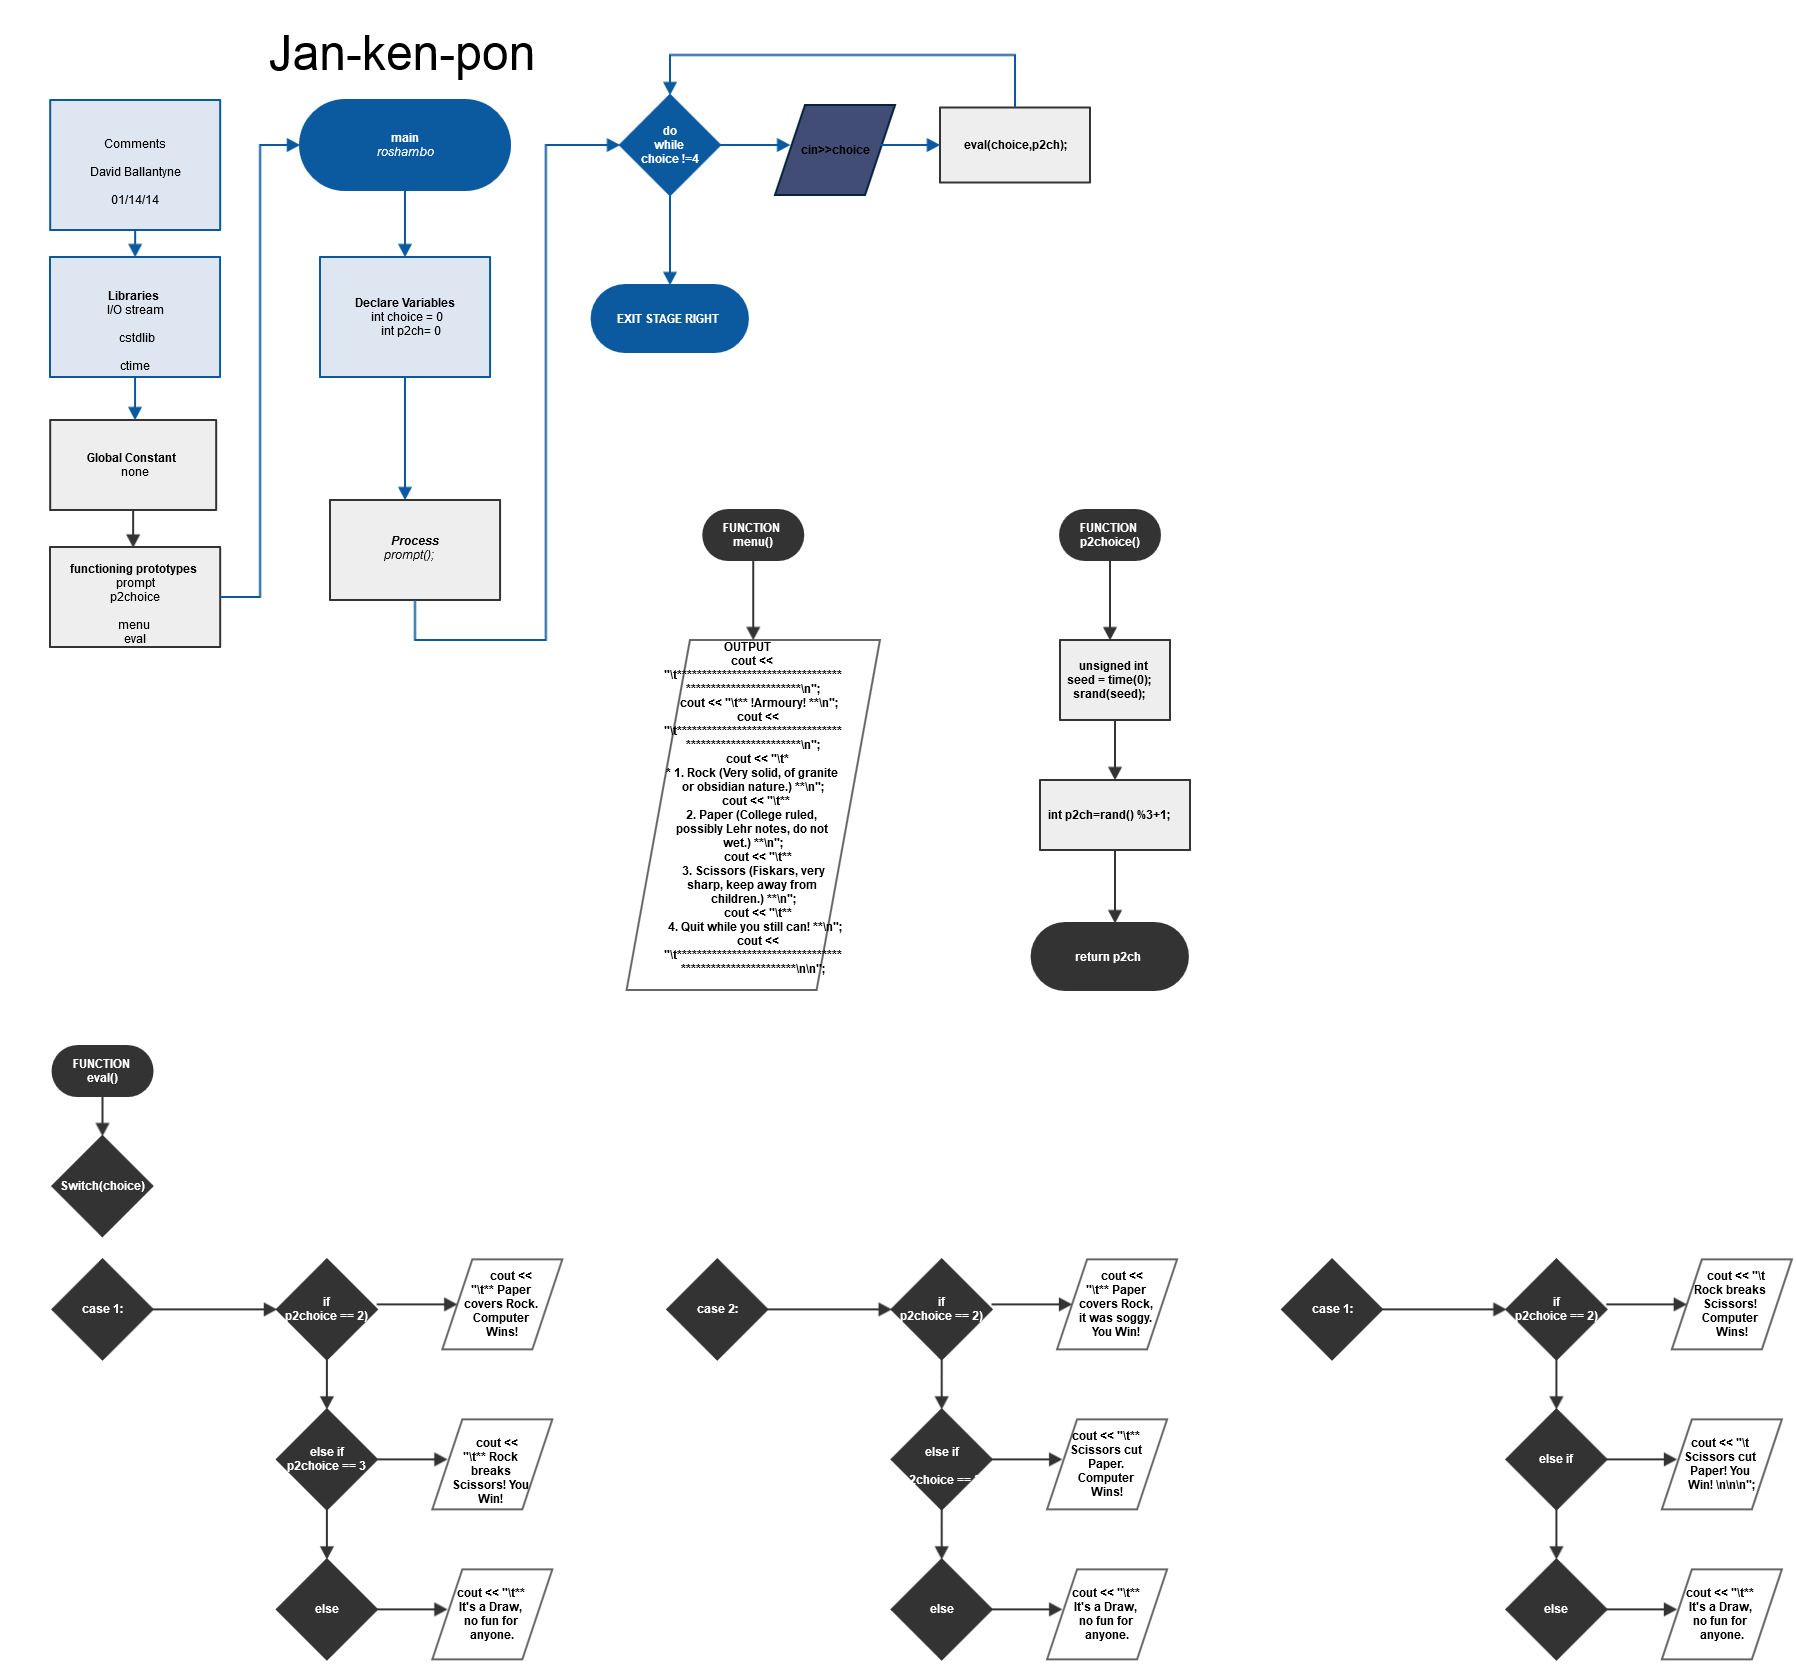 Jan-ken-pon
Comments
David Ballantyne
01/14/14
Libraries
I/O stream
cstdlib
ctime
Global Constant
none
functioning prototypes
prompt
p2choice
menu
eval
main
roshambo
Declare Variables
int choice = 0
int p2ch= 0
Process
prompt();
do
while
choice !=4
cin>>choice
eval(choice,p2ch);
EXIT STAGE RIGHT
FUNCTION
menu()
OUTPUT
cout <<
"\t*********************************
***********************\n";
cout << "\t** !Armoury! **\n";
cout <<
"\t*********************************
***********************\n";
cout << "\t*
* 1. Rock (Very solid, of granite
or obsidian nature.) **\n";
cout << "\t**
2. Paper (College ruled,
possibly Lehr notes, do not
wet.) **\n";
cout << "\t**
3. Scissors (Fiskars, very
sharp, keep away from
children.) **\n";
cout << "\t**
4. Quit while you still can! **\n";
cout <<
"\t*********************************
***********************\n\n";
FUNCTION
p2choice()
unsigned int
seed = time(0);
srand(seed);
int p2ch=rand() %3+1;
return p2ch
FUNCTION
eval()
Switch(choice)
case 1:
if
p2choice == 2)
cout <<
"\t** Paper
covers Rock.
Computer
Wins!
else if
p2choice == 3
cout <<
"\t** Rock
breaks
Scissors! You
Win!
else
cout << "\t**
It's a Draw,
no fun for
anyone.
case 2:
if
p2choice == 2)
cout <<
"\t** Paper
covers Rock,
it was soggy.
You Win!
else if
2choice ==
cout << "\t**
Scissors cut
Paper.
Computer
Wins!
else
cout << "\t**
It's a Draw,
no fun for
anyone.
case 1:
if
p2choice == 2)
cout << "\t
Rock breaks
Scissors!
Computer
Wins!
else if
cout << "\t
Scissors cut
Paper! You
Win! \n\n\n";
else
cout << "\t**
It's a Draw,
no fun for
anyone.